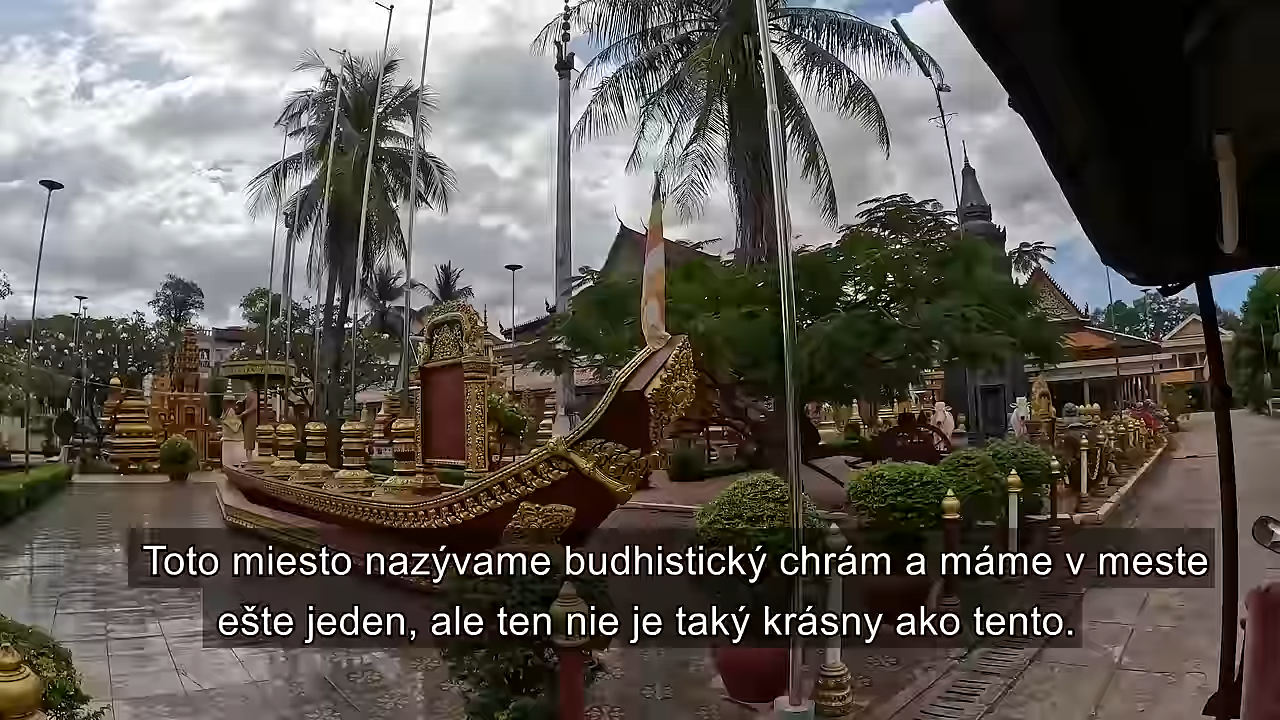 Toto miesto nazývame budhistický chrám a máme v meste
ešte jeden, ale ten nie je taký krásny ako tento.